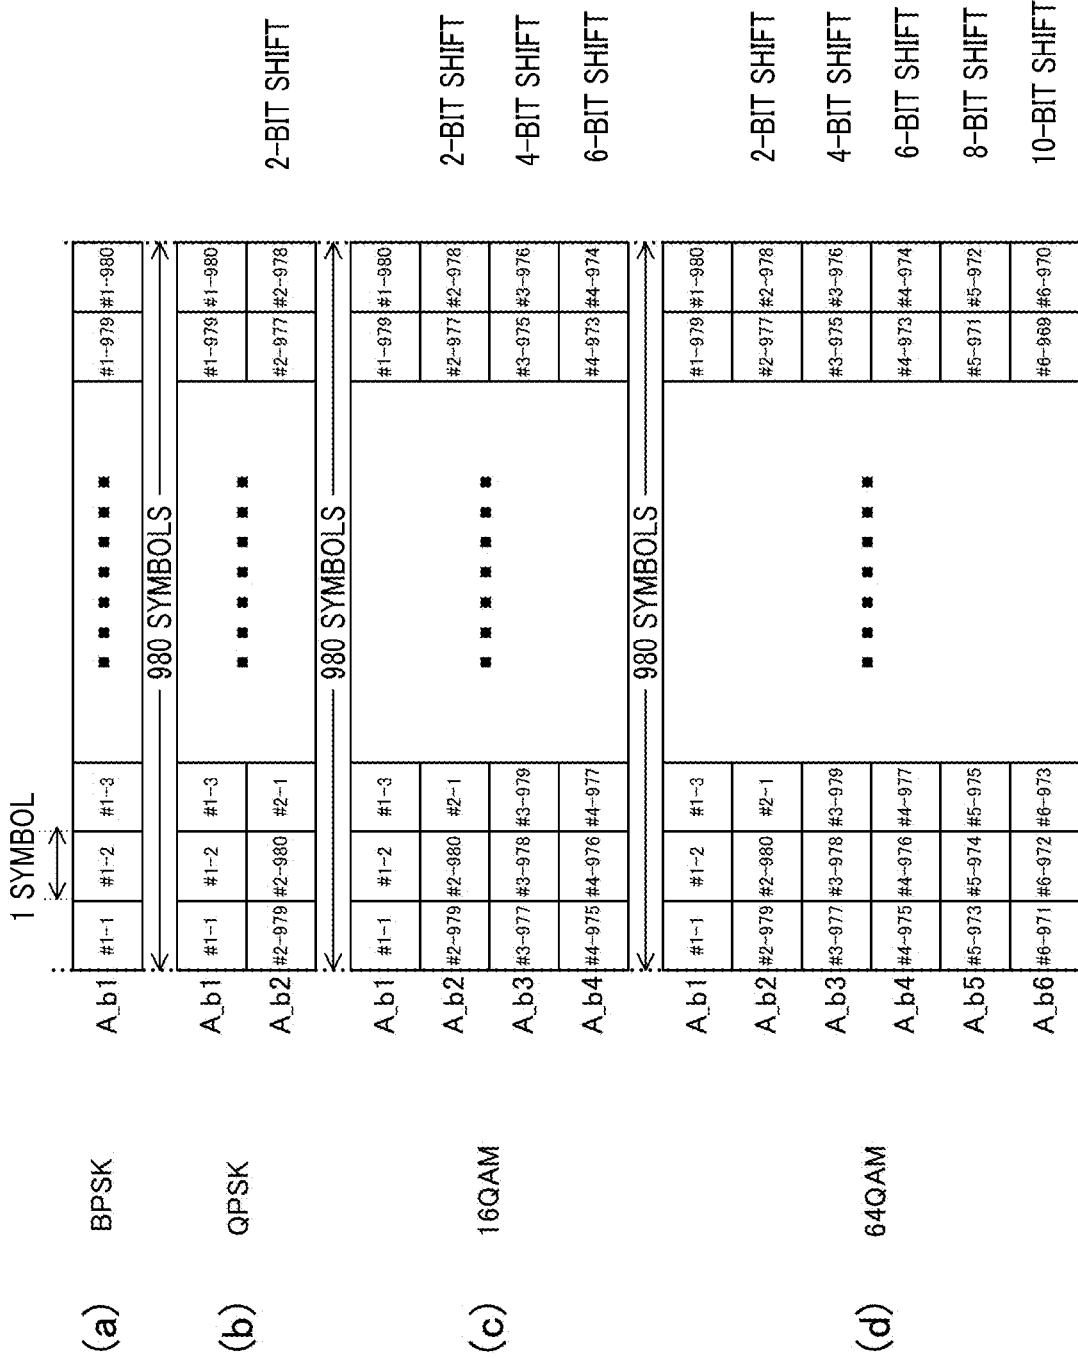 1 SYMBOL
(a) BPSK A_b1 #1-1 #1-2 #1-3 #1-979 #1-980
980 SYMBOLS
(b) QPSK A_b1 #1-1 #1-2 #1-3 #1-979 #1-980
A_b2 #2-979 #2-980 #2-1 #2-977 #2-978 2-BIT SHIFT
980 SYMBOLS
(c) 16QAM A_b1 #1-1 #1-2 #1-3 #1-979 #1-980
A_b2 #2-979 #2-980 #2-1 #2-977 #2-978 2-BIT SHIFT
A_b3 #3-977 #3-978 #3-979 #3-975 #3-976 4-BIT SHIFT
A_b4 #4-975 #4-976 #4-977 #4-973 #4-974 6-BIT SHIFT
980 SYMBOLS
(d) 64QAM A_b1 #1-1 #1-2 #1-3 #1-979 #1-980
A_b2 #2-979 #2-980 #2-1 #2-977 #2-978 2-BIT SHIFT
A_b3 #3-977 #3-978 #3-979 #3-975 #3-976 4-BIT SHIFT
A_b4 #4-975 #4-976 #4-977 #4-973 #4-974 6-BIT SHIFT
A_b5 #5-973 #5-974 #5-975 #5-971 #5-972 8-BIT SHIFT
A_b6 #6-971 #6-972 #6-973 #6-969 #6-970 10-BIT SHIFT